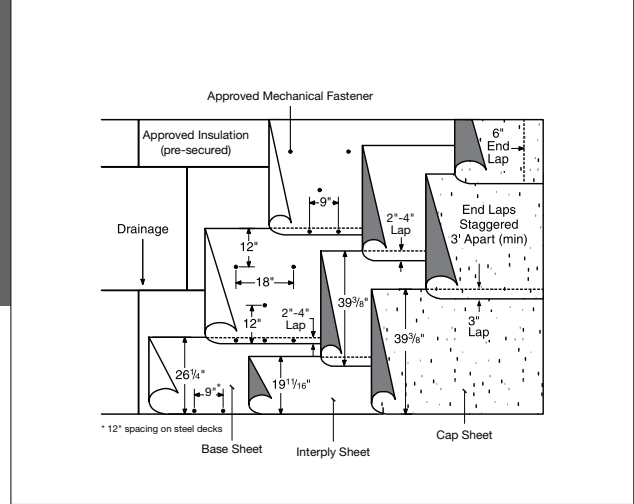 Approved Mechanical Fastener
Approved Insulation
(pre-secured)
6"
End
Lap
9"
2"-4"
Lap
End Laps
Staggered
3' Apart (min)
Drainage
12"
18"
12"
2"-4"
Lap
39³/₈"
39³/₈"
3"
Lap
26¹/₄"
9"*
19¹¹/₁₆"
* 12" spacing on steel decks
Base Sheet
Interply Sheet
Cap Sheet